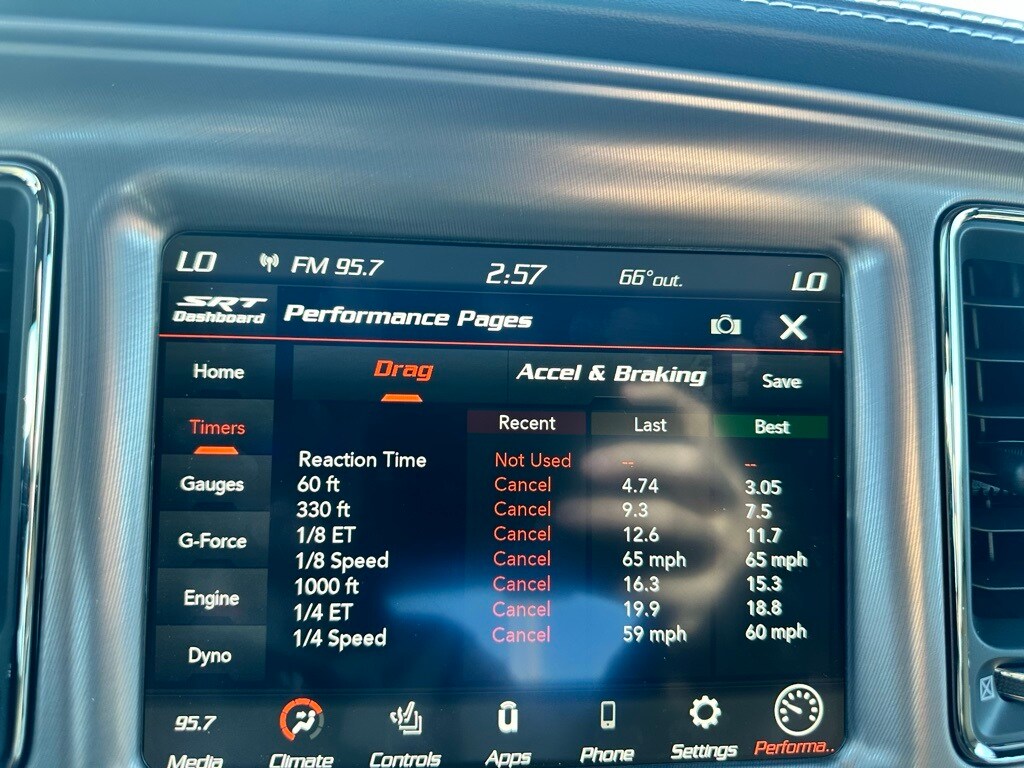 LO FM 95.7 2:57 66°out. LO
SRT Dashboard Performance Pages
Home Drag Accel & Braking Save
Timers Recent Last Best
Reaction Time Not Used -- --
Gauges 60 ft Cancel 4.74 3.05
330 ft Cancel 9.3 7.5
G-Force 1/8 ET Cancel 12.6 11.7
1/8 Speed Cancel 65 mph 65 mph
Engine 1000 ft Cancel 16.3 15.3
1/4 ET Cancel 19.9 18.8
1/4 Speed Cancel 59 mph 60 mph
Dyno
95.7
Media Climate Controls Apps Phone Settings Performa..